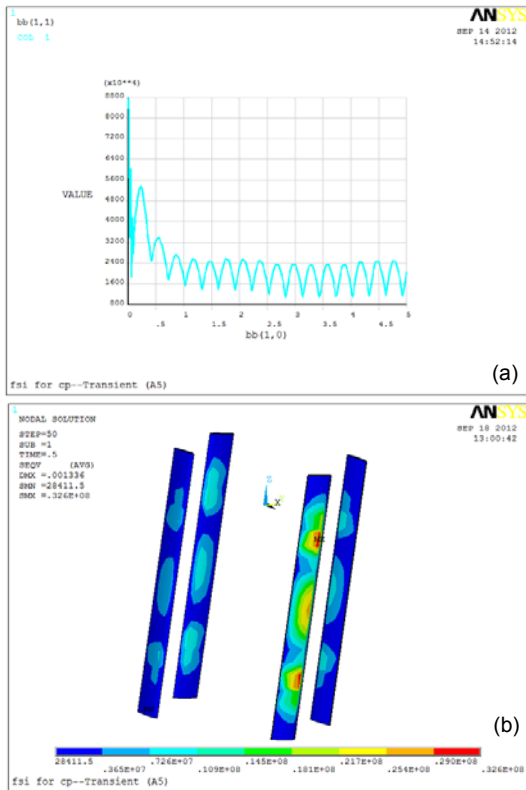 1
bb(1,1)
COL 1
ANSYS
SEP 14 2012
14:52:14
(x10**4)
8800
8000
7200
6400
5600
VALUE
4800
4000
3200
2400
1600
800
0 1 2 3 4 5
.5 1.5 2.5 3.5 4.5
bb(1,0)
fsi for cp--Transient (A5)
(a)
1
NODAL SOLUTION
STEP=50
SUB =1
TIME=.5
SEQV (AVG)
DMX =.001336
SMN =28411.5
SMX =.326E+08
ANSYS
SEP 18 2012
13:00:42
X
(b)
28411.5 .726E+07 .145E+08 .217E+08 .290E+08
.365E+07 .109E+08 .181E+08 .254E+08 .326E+08
fsi for cp--Transient (A5)